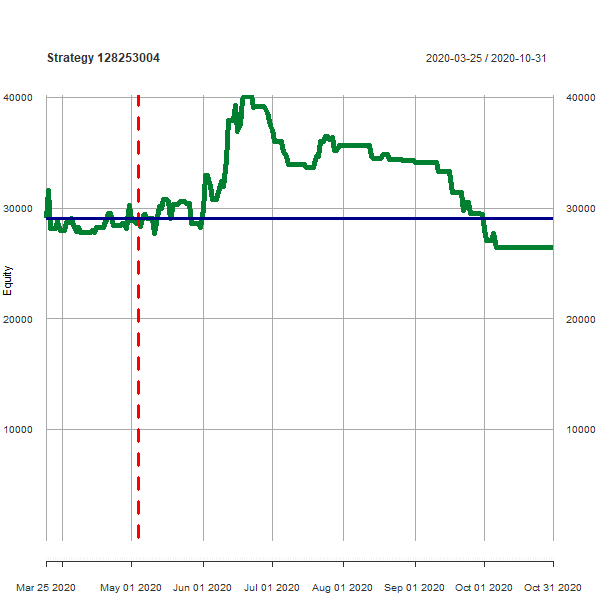 Strategy 128253004
2020-03-25 / 2020-10-31
40000
40000
30000
30000
Equity
20000
20000
10000
10000
Mar 25 2020
May 01 2020
Jun 01 2020
Jul 01 2020
Aug 01 2020
Sep 01 2020
Oct 01 2020
Oct 31 2020